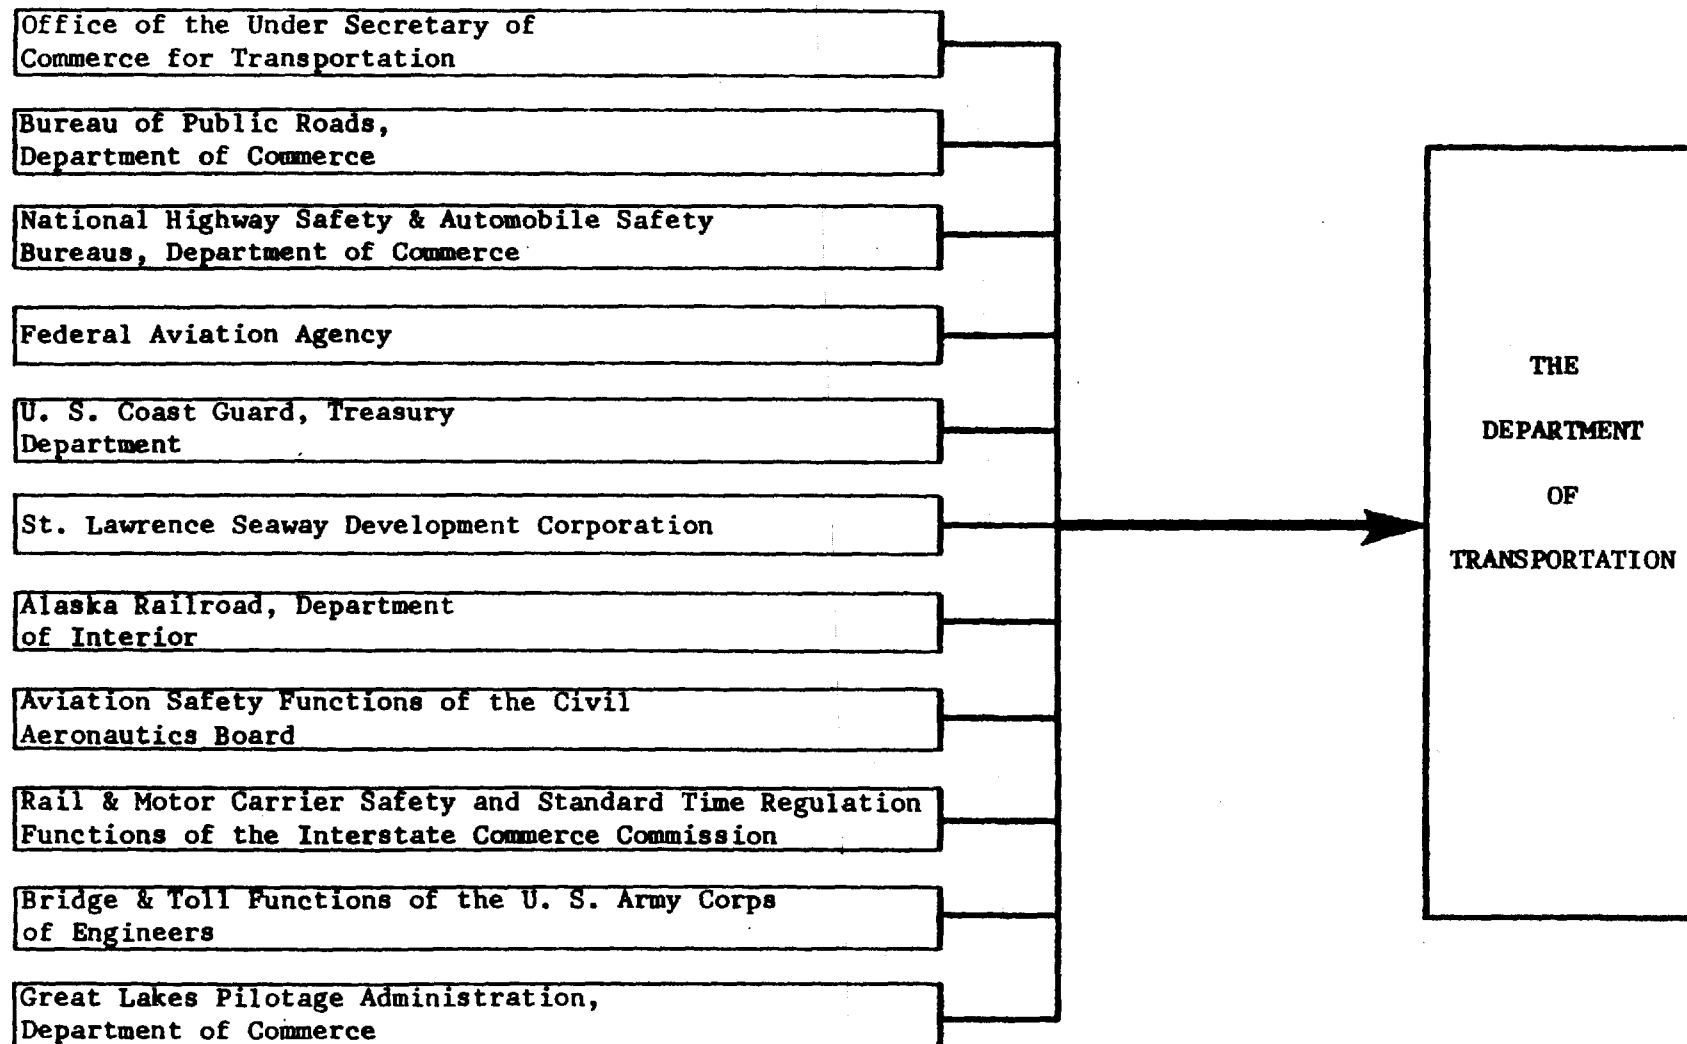 Office of the Under Secretary of
Commerce for Transportation
Bureau of Public Roads,
Department of Commerce
National Highway Safety & Automobile Safety
Bureaus, Department of Commerce
Federal Aviation Agency
U. S. Coast Guard, Treasury
Department
St. Lawrence Seaway Development Corporation
Alaska Railroad, Department
of Interior
Aviation Safety Functions of the Civil
Aeronautics Board
Rail & Motor Carrier Safety and Standard Time Regulation
Functions of the Interstate Commerce Commission
Bridge & Toll Functions of the U. S. Army Corps
of Engineers
Great Lakes Pilotage Administration,
Department of Commerce
THE
DEPARTMENT
OF
TRANSPORTATION